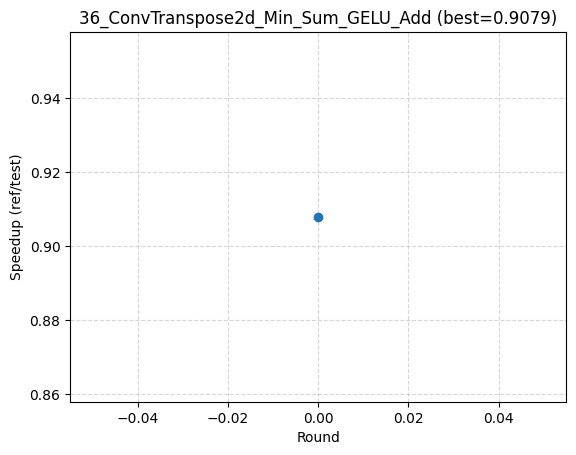 36_ConvTranspose2d_Min_Sum_GELU_Add (best=0.9079)
Speedup (ref/test)
0.94
0.92
0.90
0.88
0.86
−0.04 −0.02 0.00 0.02 0.04
Round